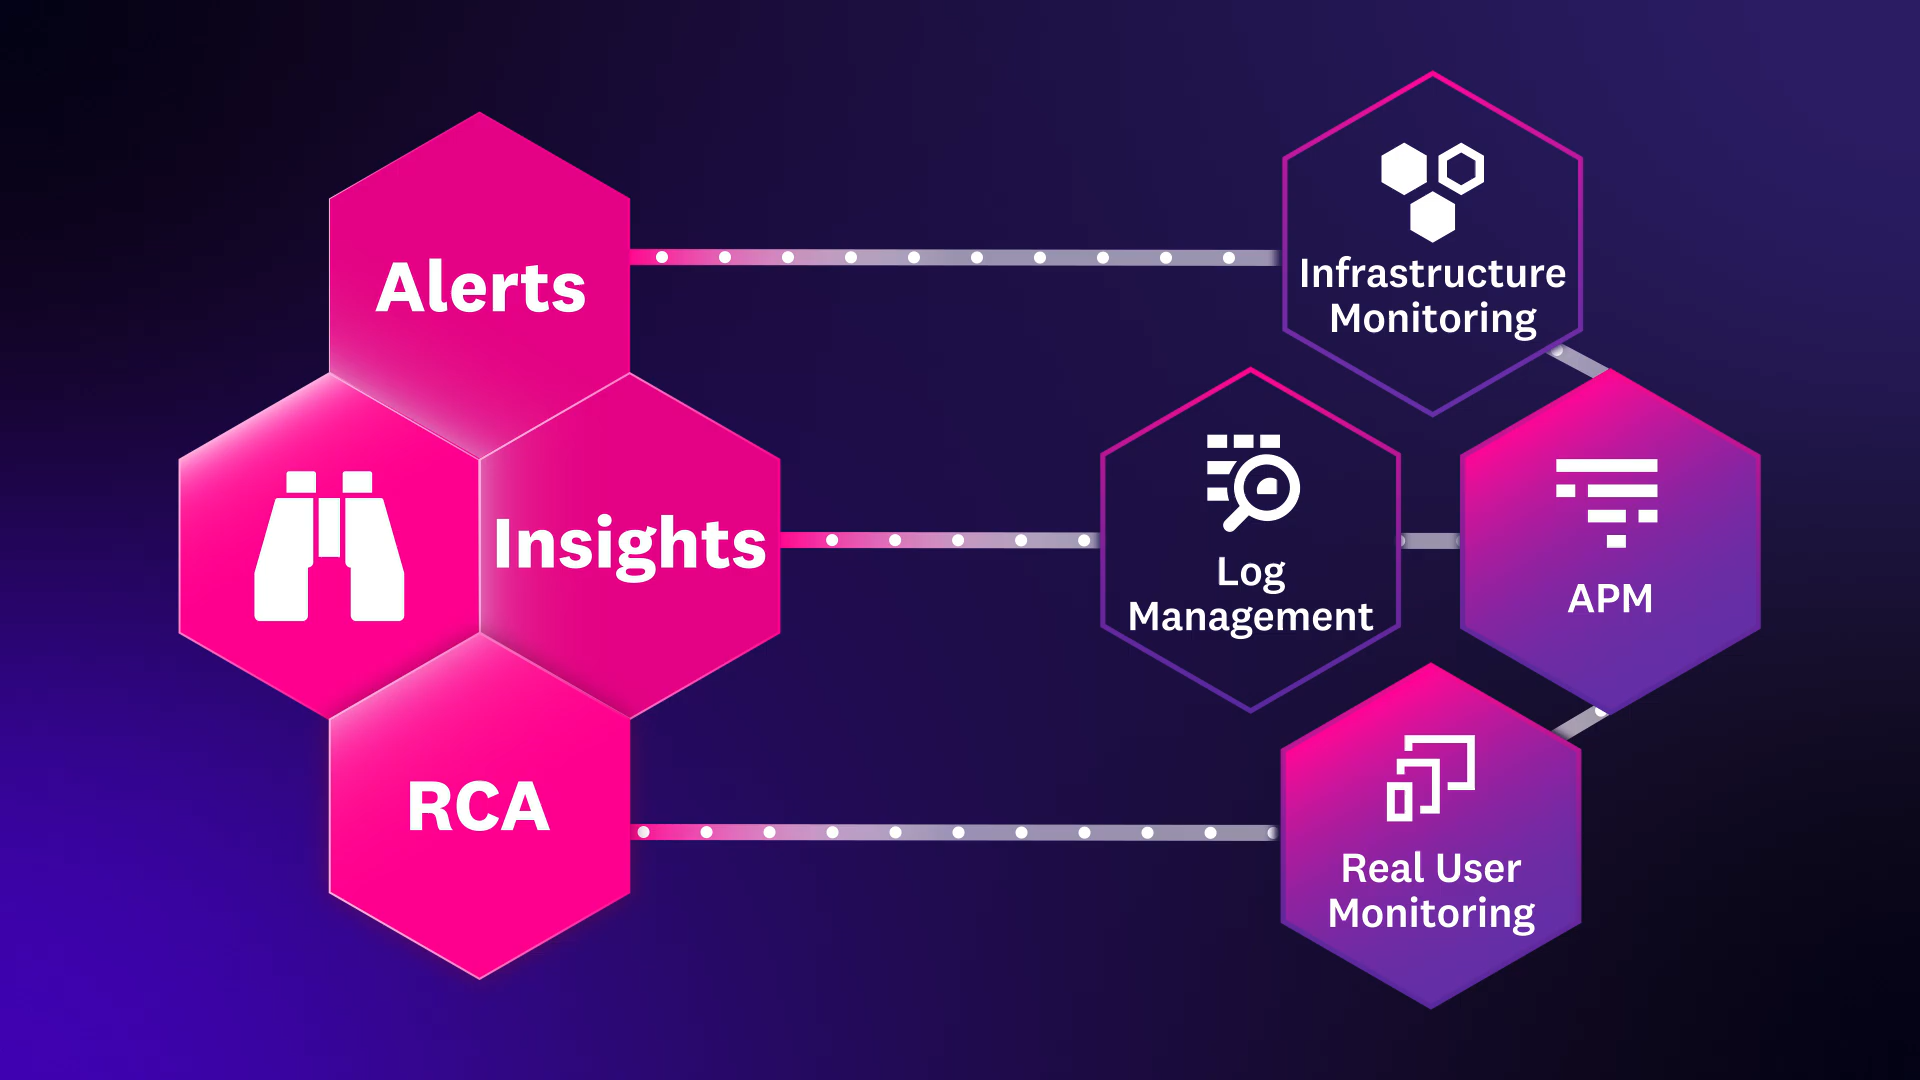 Alerts
Insights
RCA
Infrastructure
Monitoring
Log
Management
APM
Real User
Monitoring